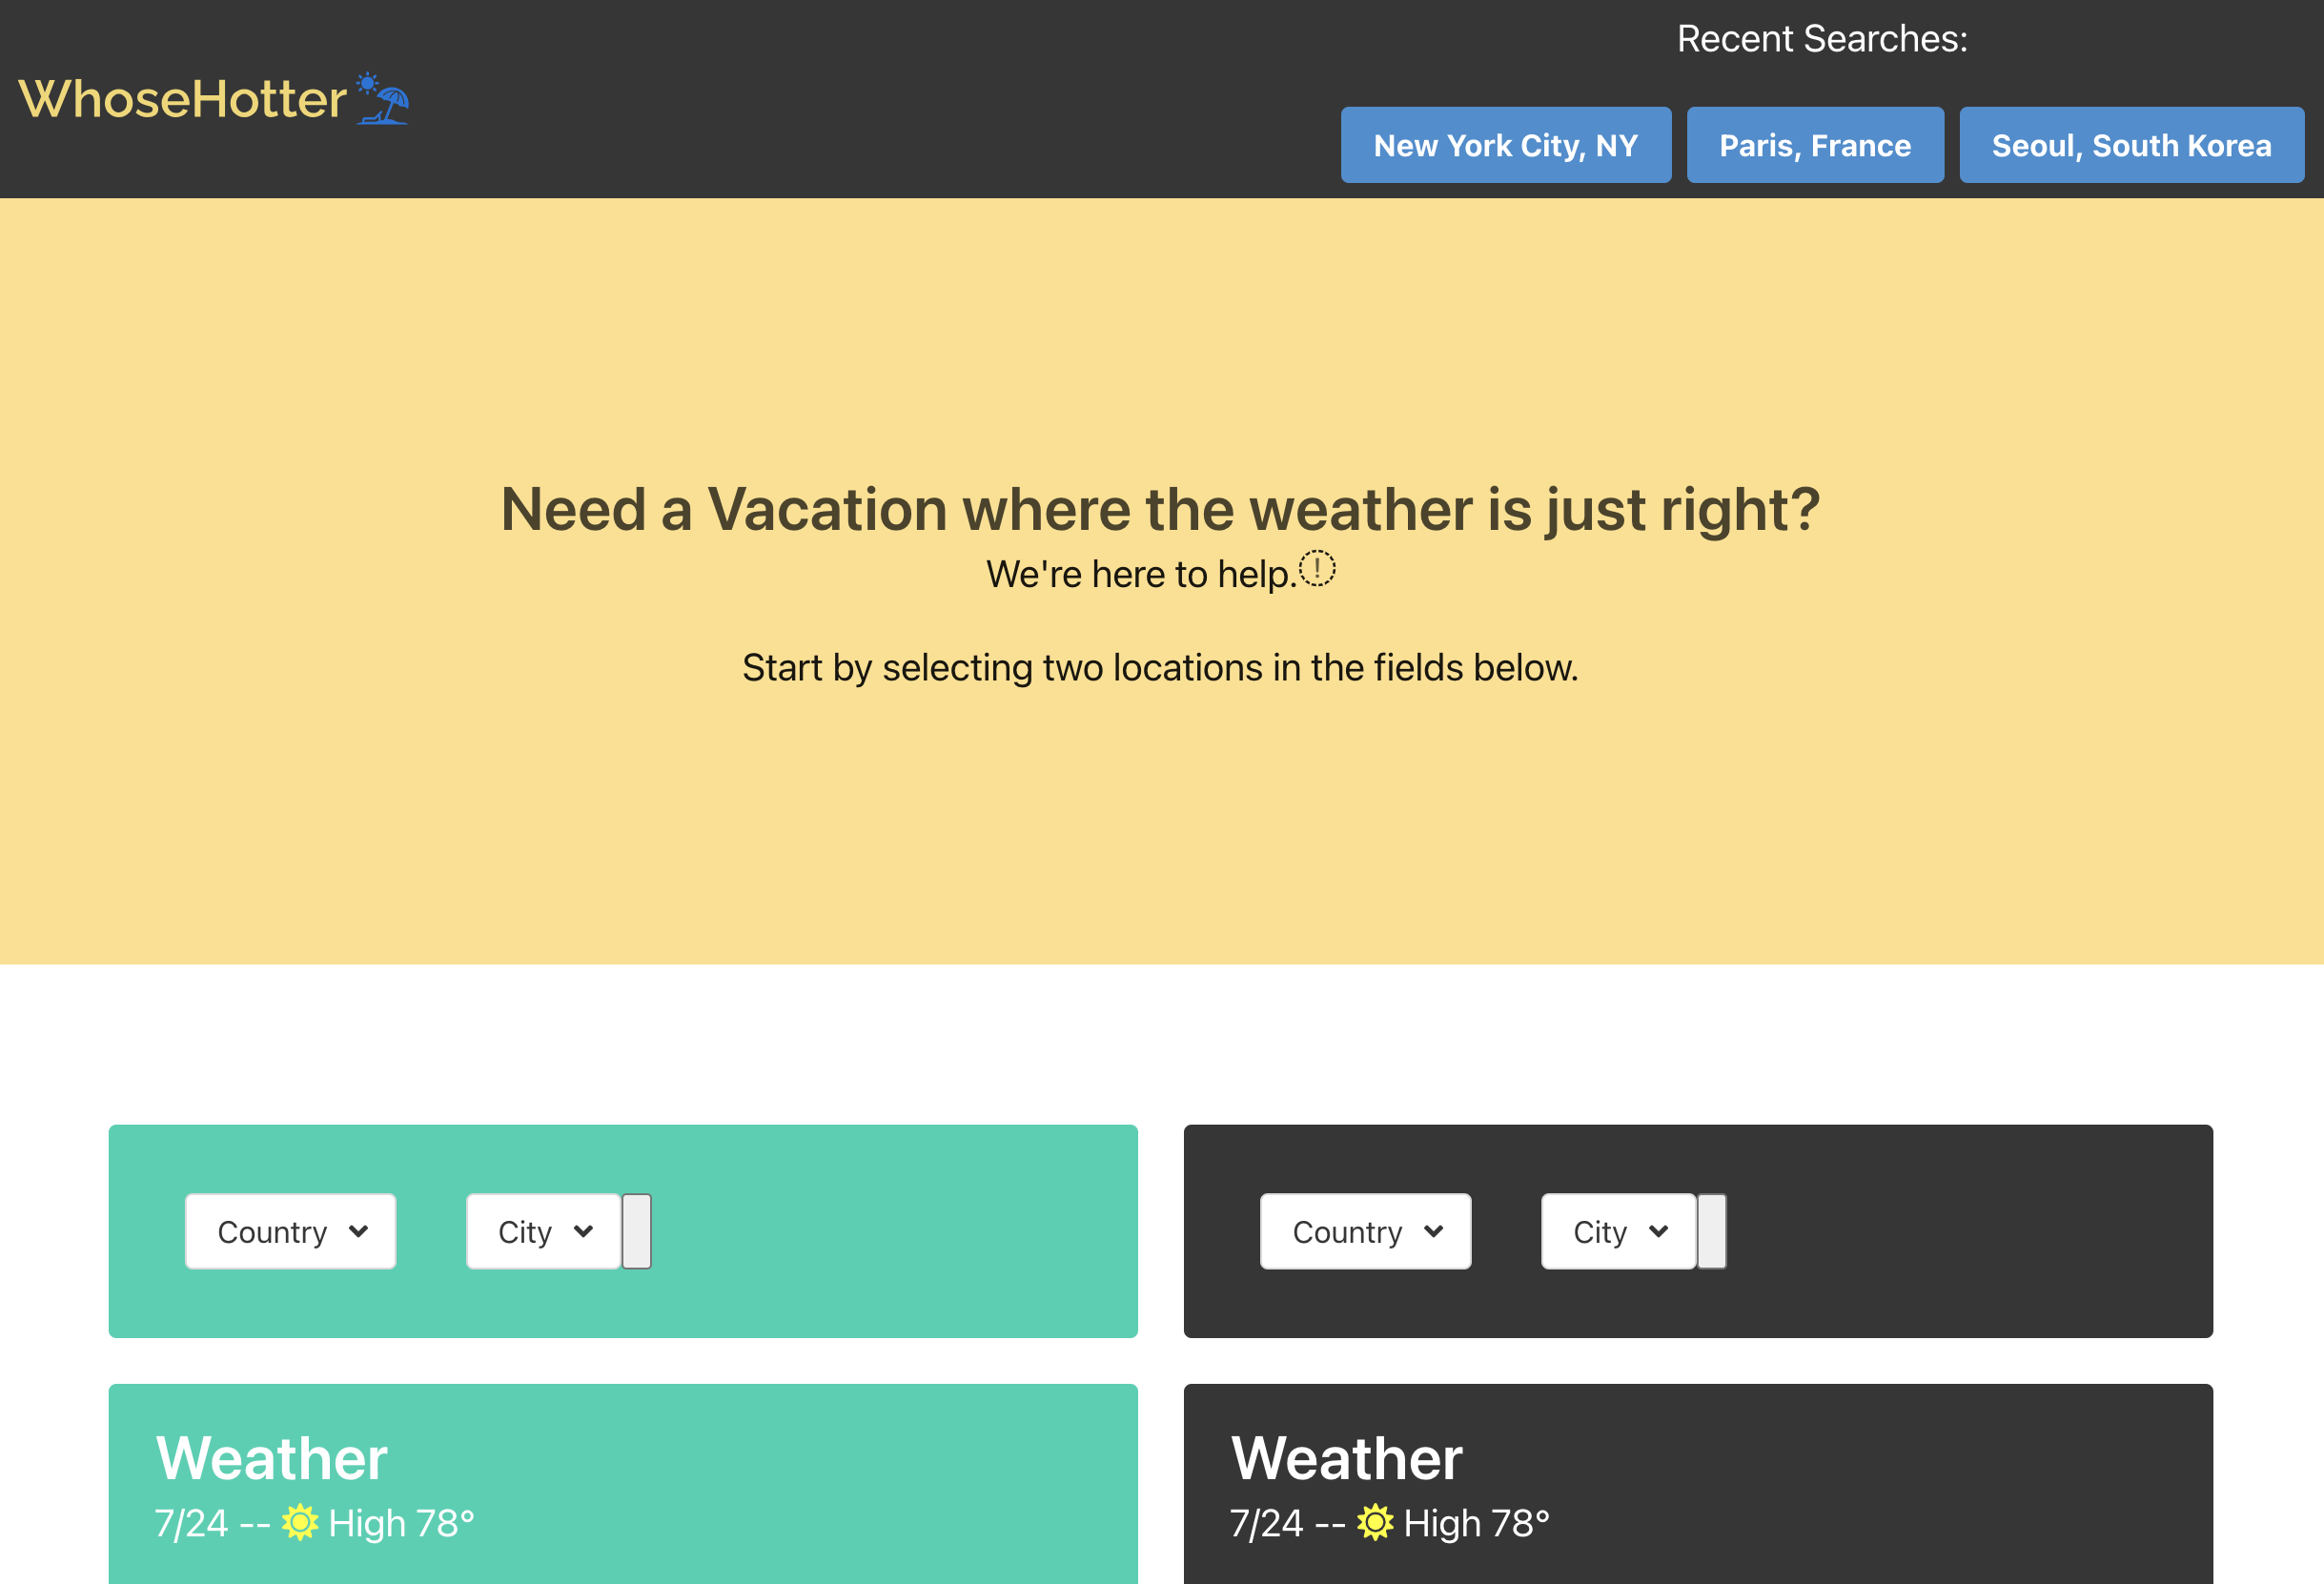 Recent Searches:
WhoseHotter
New York City, NY
Paris, France
Seoul, South Korea
Need a Vacation where the weather is just right?
We're here to help.!
Start by selecting two locations in the fields below.
Country
City
Country
City
Weather
7/24 -- High 78°
Weather
7/24 -- High 78°